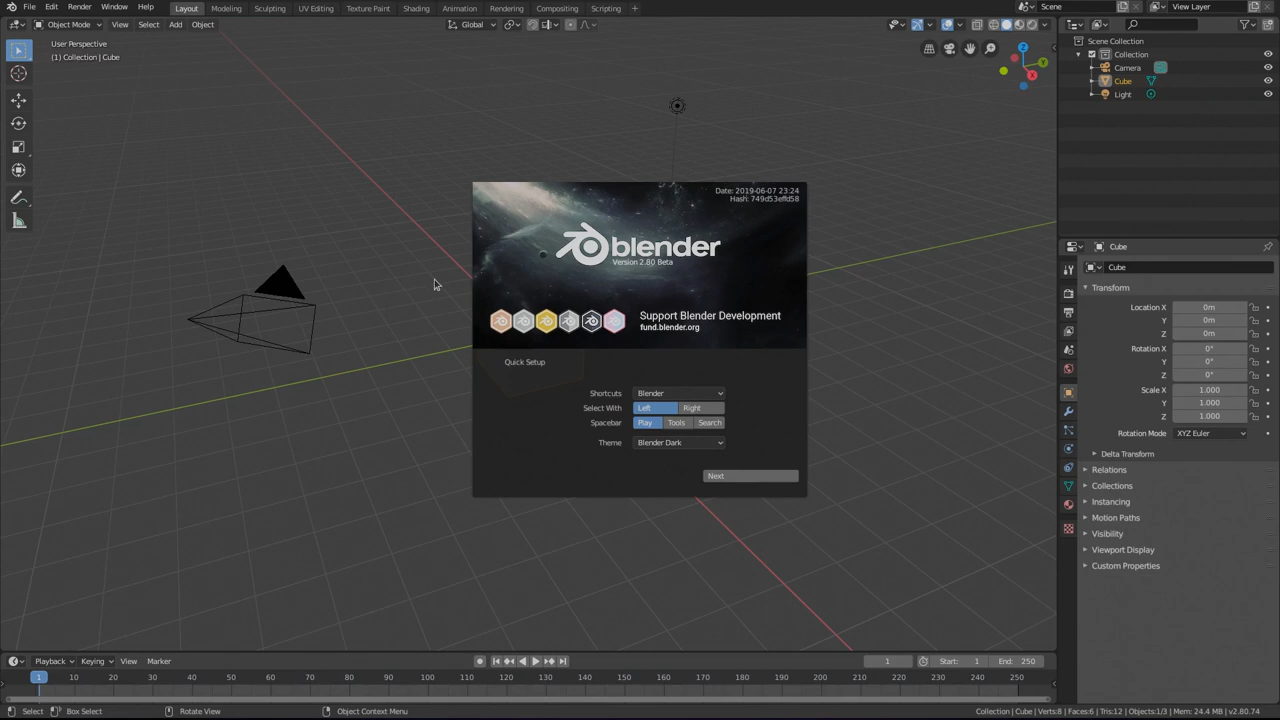 File Edit Render Window Help Layout Modeling Sculpting UV Editing Texture Paint Shading Animation Rendering Compositing Scripting + Scene View Layer
Object Mode View Select Add Object Global
User Perspective
(1) Collection | Cube
Z
Y
X
Scene Collection
Collection
Camera
Cube
Light
Date: 2019-06-07 23:24
Hash: 749d53effd58
blender
Version 2.80 Beta
Support Blender Development
fund.blender.org
Quick Setup
Shortcuts Blender
Select With Left Right
Spacebar Play Tools Search
Theme Blender Dark
Next
Cube
Cube
Transform
Location X 0m
Y 0m
Z 0m
Rotation X 0°
Y 0°
Z 0°
Scale X 1.000
Y 1.000
Z 1.000
Rotation Mode XYZ Euler
Delta Transform
Relations
Collections
Instancing
Motion Paths
Visibility
Viewport Display
Custom Properties
Playback Keying View Marker 1 Start: 1 End: 250
1 10 20 30 40 50 60 70 80 90 100 110 120 130 140 150 160 170 180 190 200 210 220 230 240 250
Select Box Select Rotate View Object Context Menu Collection | Cube | Verts:8 | Faces:6 | Tris:12 | Objects:1/3 | Mem: 24.4 MB | v2.80.74